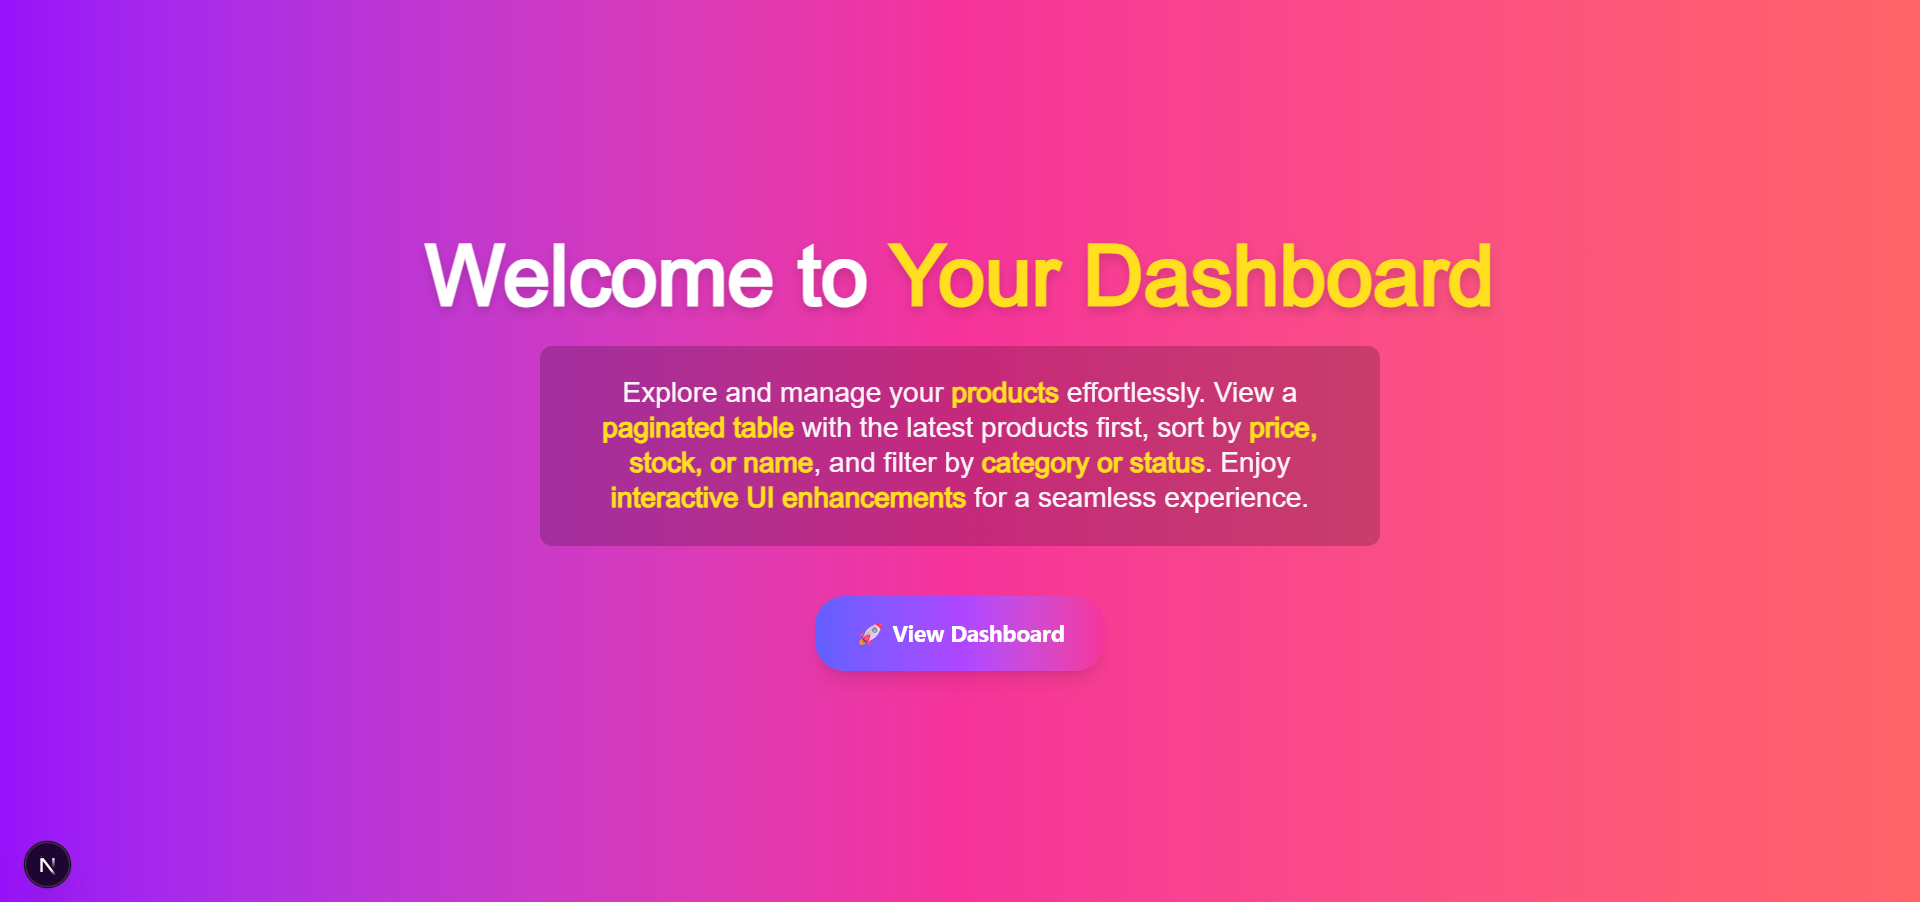 Welcome to Your Dashboard
Explore and manage your products effortlessly. View a
paginated table with the latest products first, sort by price,
stock, or name, and filter by category or status. Enjoy
interactive UI enhancements for a seamless experience.
🚀 View Dashboard
N